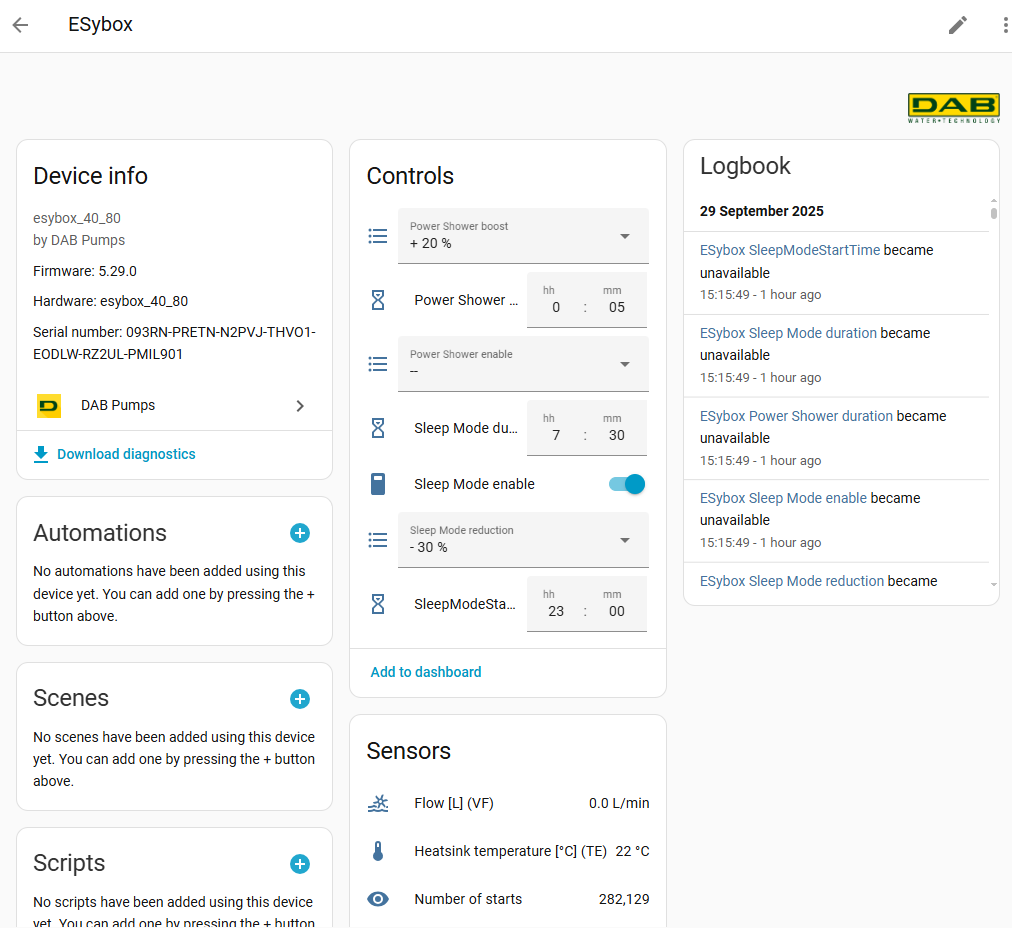 ESybox
DAB
WATER•TECHNOLOGY
Device info
esybox_40_80
by DAB Pumps
Firmware: 5.29.0
Hardware: esybox_40_80
Serial number: 093RN-PRETN-N2PVJ-THVO1-
EODLW-RZ2UL-PMIL901
DAB Pumps
Download diagnostics
Automations
No automations have been added using this
device yet. You can add one by pressing the +
button above.
Scenes
No scenes have been added using this device
yet. You can add one by pressing the + button
above.
Scripts
No scripts have been added using this device
yet. You can add one by pressing the + button
Controls
Power Shower boost
+ 20 %
Power Shower ...
hh mm
0 : 05
Power Shower enable
--
Sleep Mode du...
hh mm
7 : 30
Sleep Mode enable
Sleep Mode reduction
- 30 %
SleepModeSta...
hh mm
23 : 00
Add to dashboard
Sensors
Flow [L] (VF) 0.0 L/min
Heatsink temperature [°C] (TE) 22 °C
Number of starts 282,129
Logbook
29 September 2025
ESybox SleepModeStartTime became
unavailable
15:15:49 - 1 hour ago
ESybox Sleep Mode duration became
unavailable
15:15:49 - 1 hour ago
ESybox Power Shower duration became
unavailable
15:15:49 - 1 hour ago
ESybox Sleep Mode enable became
unavailable
15:15:49 - 1 hour ago
ESybox Sleep Mode reduction became